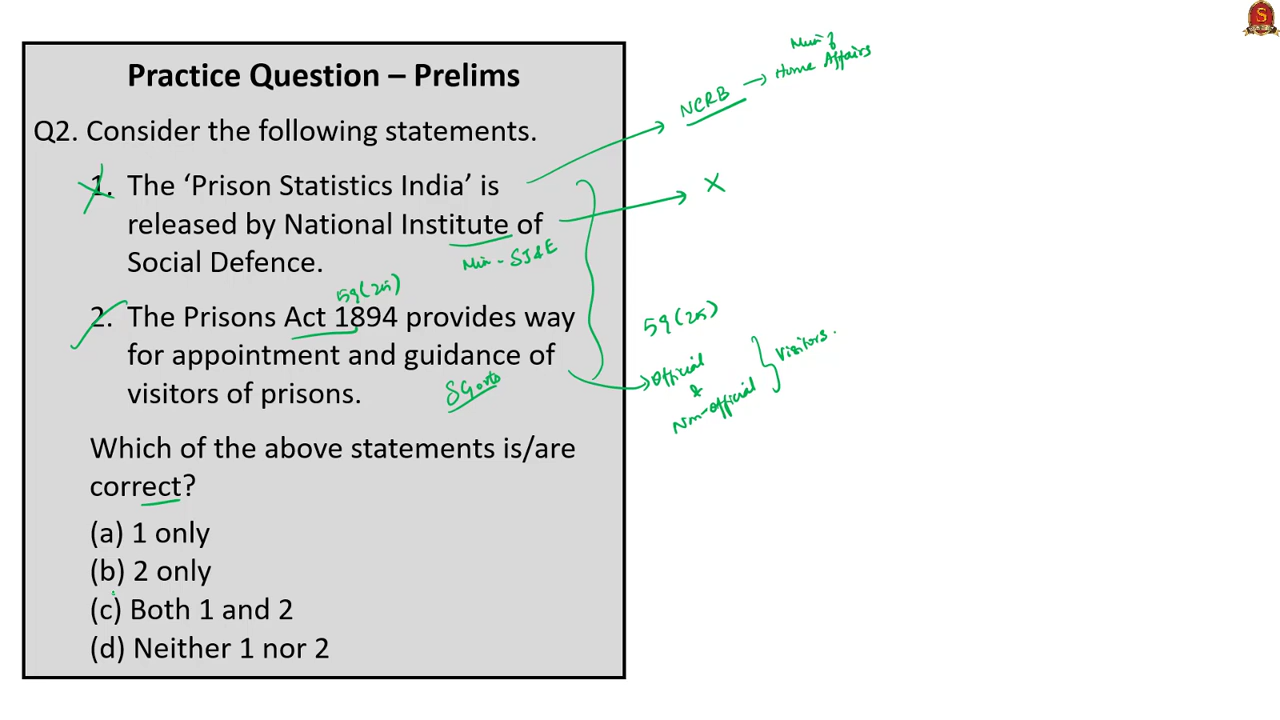 Practice Question – Prelims
Q2. Consider the following statements.
1. The ‘Prison Statistics India’ is
released by National Institute of
Social Defence.
Min - SJ&E
59(25)
2. The Prisons Act 1894 provides way
for appointment and guidance of
visitors of prisons.
SGovts
Which of the above statements is/are
correct?
(a) 1 only
(b) 2 only
(c) Both 1 and 2
(d) Neither 1 nor 2
NCRB
Min of
Home Affairs
X
59(25)
Official
&
Non-official
Visitors.
S